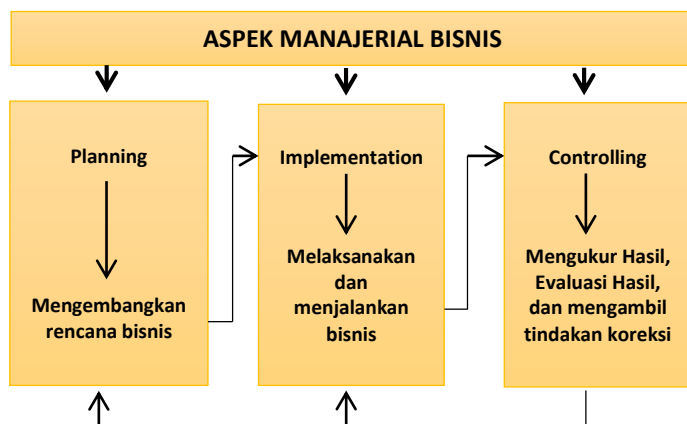 ASPEK MANAJERIAL BISNIS
Planning
Mengembangkan
rencana bisnis
Implementation
Melaksanakan
dan
menjalankan
bisnis
Controlling
Mengukur Hasil,
Evaluasi Hasil,
dan mengambil
tindakan koreksi